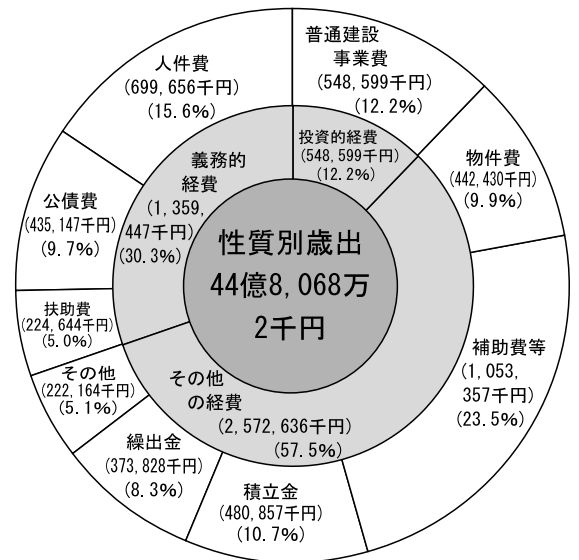 性質別歳出
44億8,068万
2千円
投資的経費
(548,599千円)
(12.2%)
義務的
経費
(1,359,
447千円)
(30.3%)
その他
の経費
(2,572,636千円)
(57.5%)
普通建設
事業費
(548,599千円)
(12.2%)
物件費
(442,430千円)
(9.9%)
補助費等
(1,053,
357千円)
(23.5%)
積立金
(480,857千円)
(10.7%)
繰出金
(373,828千円)
(8.3%)
その他
(222,164千円)
(5.1%)
扶助費
(224,644千円)
(5.0%)
公債費
(435,147千円)
(9.7%)
人件費
(699,656千円)
(15.6%)